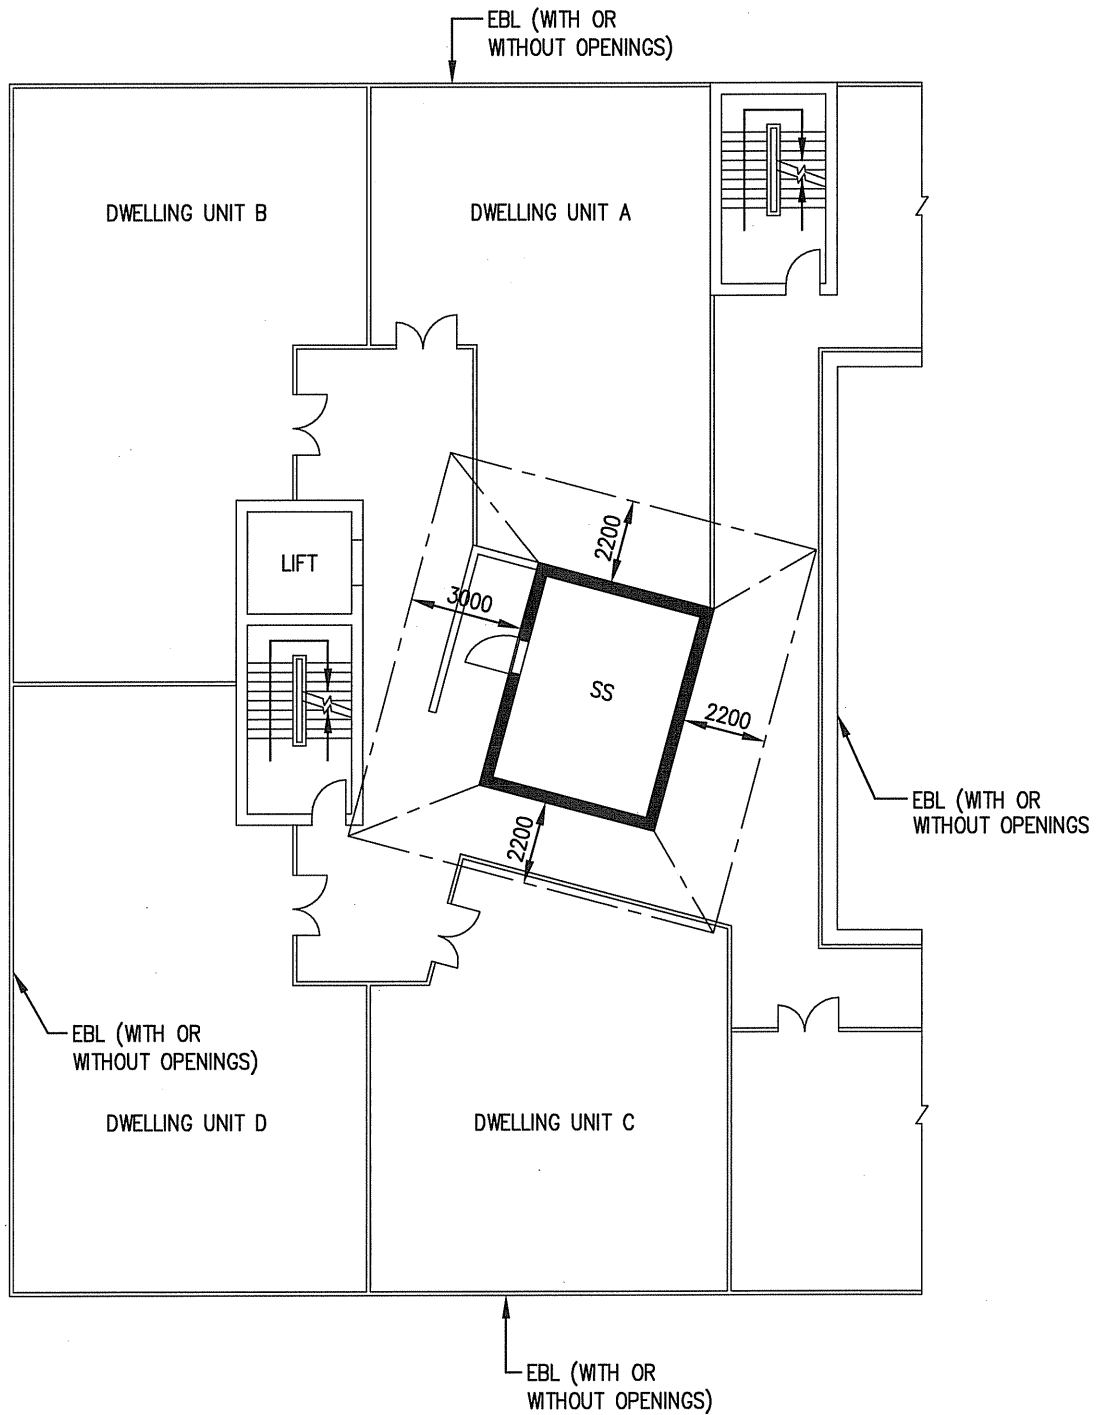 EBL (WITH OR
WITHOUT OPENINGS)
DWELLING UNIT B
DWELLING UNIT A
2200
LIFT
3000
SS
2200
EBL (WITH OR
WITHOUT OPENINGS
2200
EBL (WITH OR
WITHOUT OPENINGS)
DWELLING UNIT D
DWELLING UNIT C
EBL (WITH OR
WITHOUT OPENINGS)